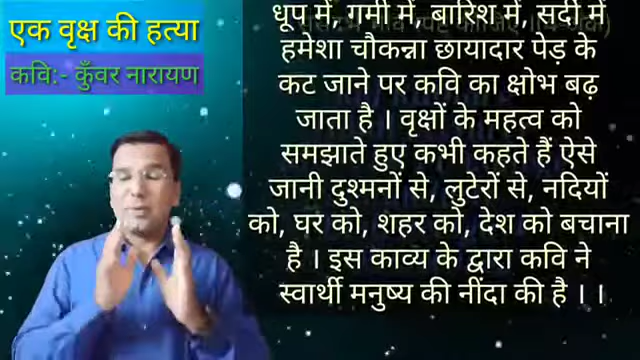 एक वृक्ष की हत्या
कवि:- कुँवर नारायण
धूप में, गर्मी में, बारिश में, सर्दी में
हमेशा चौकन्ना छायादार पेड़ के
कट जाने पर कवि का क्षोभ बढ़
जाता है । वृक्षों के महत्व को
समझाते हुए कभी कहते हैं ऐसे
जानी दुश्मनों से, लुटेरों से, नदियों
को, घर को, शहर को, देश को बचाना
है । इस काव्य के द्वारा कवि ने
स्वार्थी मनुष्य की नींदा की है । ।